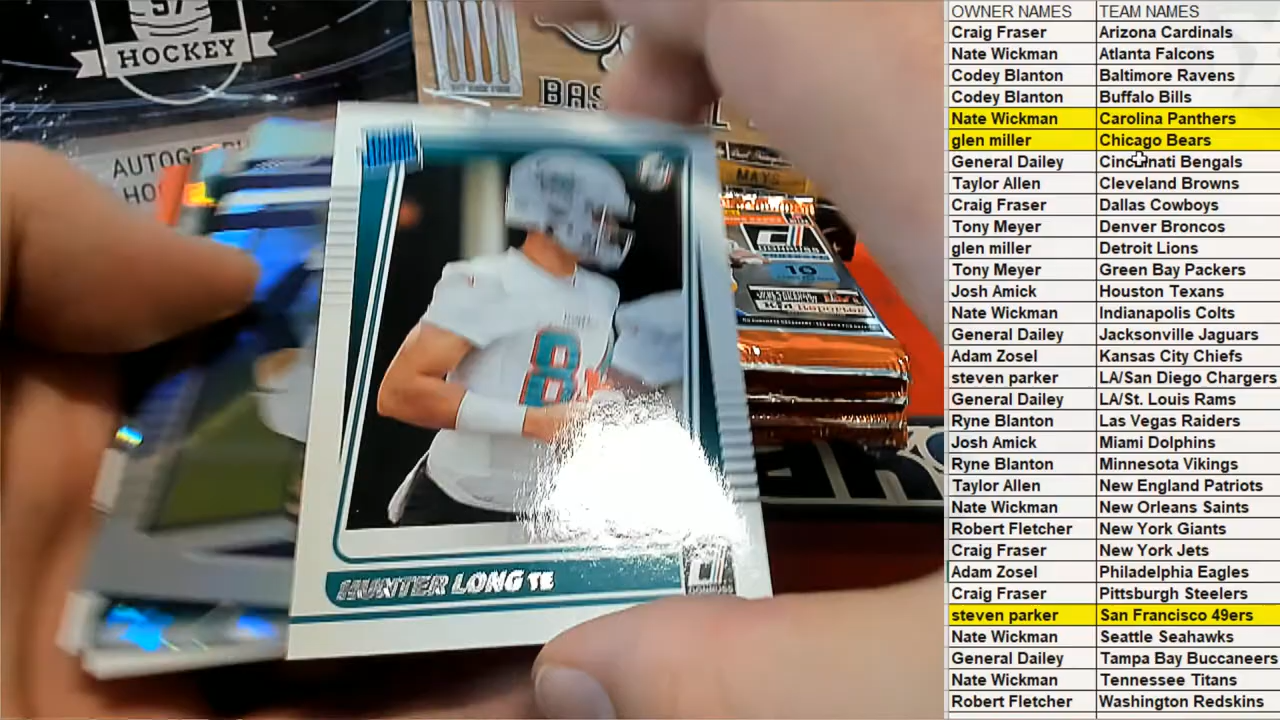 57
HOCKEY
BAS
MAYS
DONRUSS
10
8
HUNTER LONG TE
DONRUSS
OWNER NAMES TEAM NAMES
Craig Fraser Arizona Cardinals
Nate Wickman Atlanta Falcons
Codey Blanton Baltimore Ravens
Codey Blanton Buffalo Bills
Nate Wickman Carolina Panthers
glen miller Chicago Bears
General Dailey Cincinnati Bengals
Taylor Allen Cleveland Browns
Craig Fraser Dallas Cowboys
Tony Meyer Denver Broncos
glen miller Detroit Lions
Tony Meyer Green Bay Packers
Josh Amick Houston Texans
Nate Wickman Indianapolis Colts
General Dailey Jacksonville Jaguars
Adam Zosel Kansas City Chiefs
steven parker LA/San Diego Chargers
General Dailey LA/St. Louis Rams
Ryne Blanton Las Vegas Raiders
Josh Amick Miami Dolphins
Ryne Blanton Minnesota Vikings
Taylor Allen New England Patriots
Nate Wickman New Orleans Saints
Robert Fletcher New York Giants
Craig Fraser New York Jets
Adam Zosel Philadelphia Eagles
Craig Fraser Pittsburgh Steelers
steven parker San Francisco 49ers
Nate Wickman Seattle Seahawks
General Dailey Tampa Bay Buccaneers
Nate Wickman Tennessee Titans
Robert Fletcher Washington Redskins